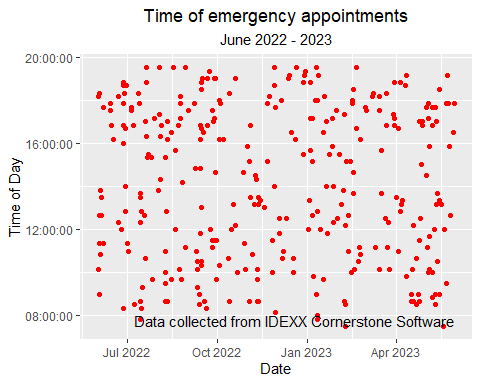 Time of emergency appointments
June 2022 - 2023
20:00:00
16:00:00
12:00:00
08:00:00
Time of Day
Data collected from IDEXX Cornerstone Software
Jul 2022 Oct 2022 Jan 2023 Apr 2023
Date